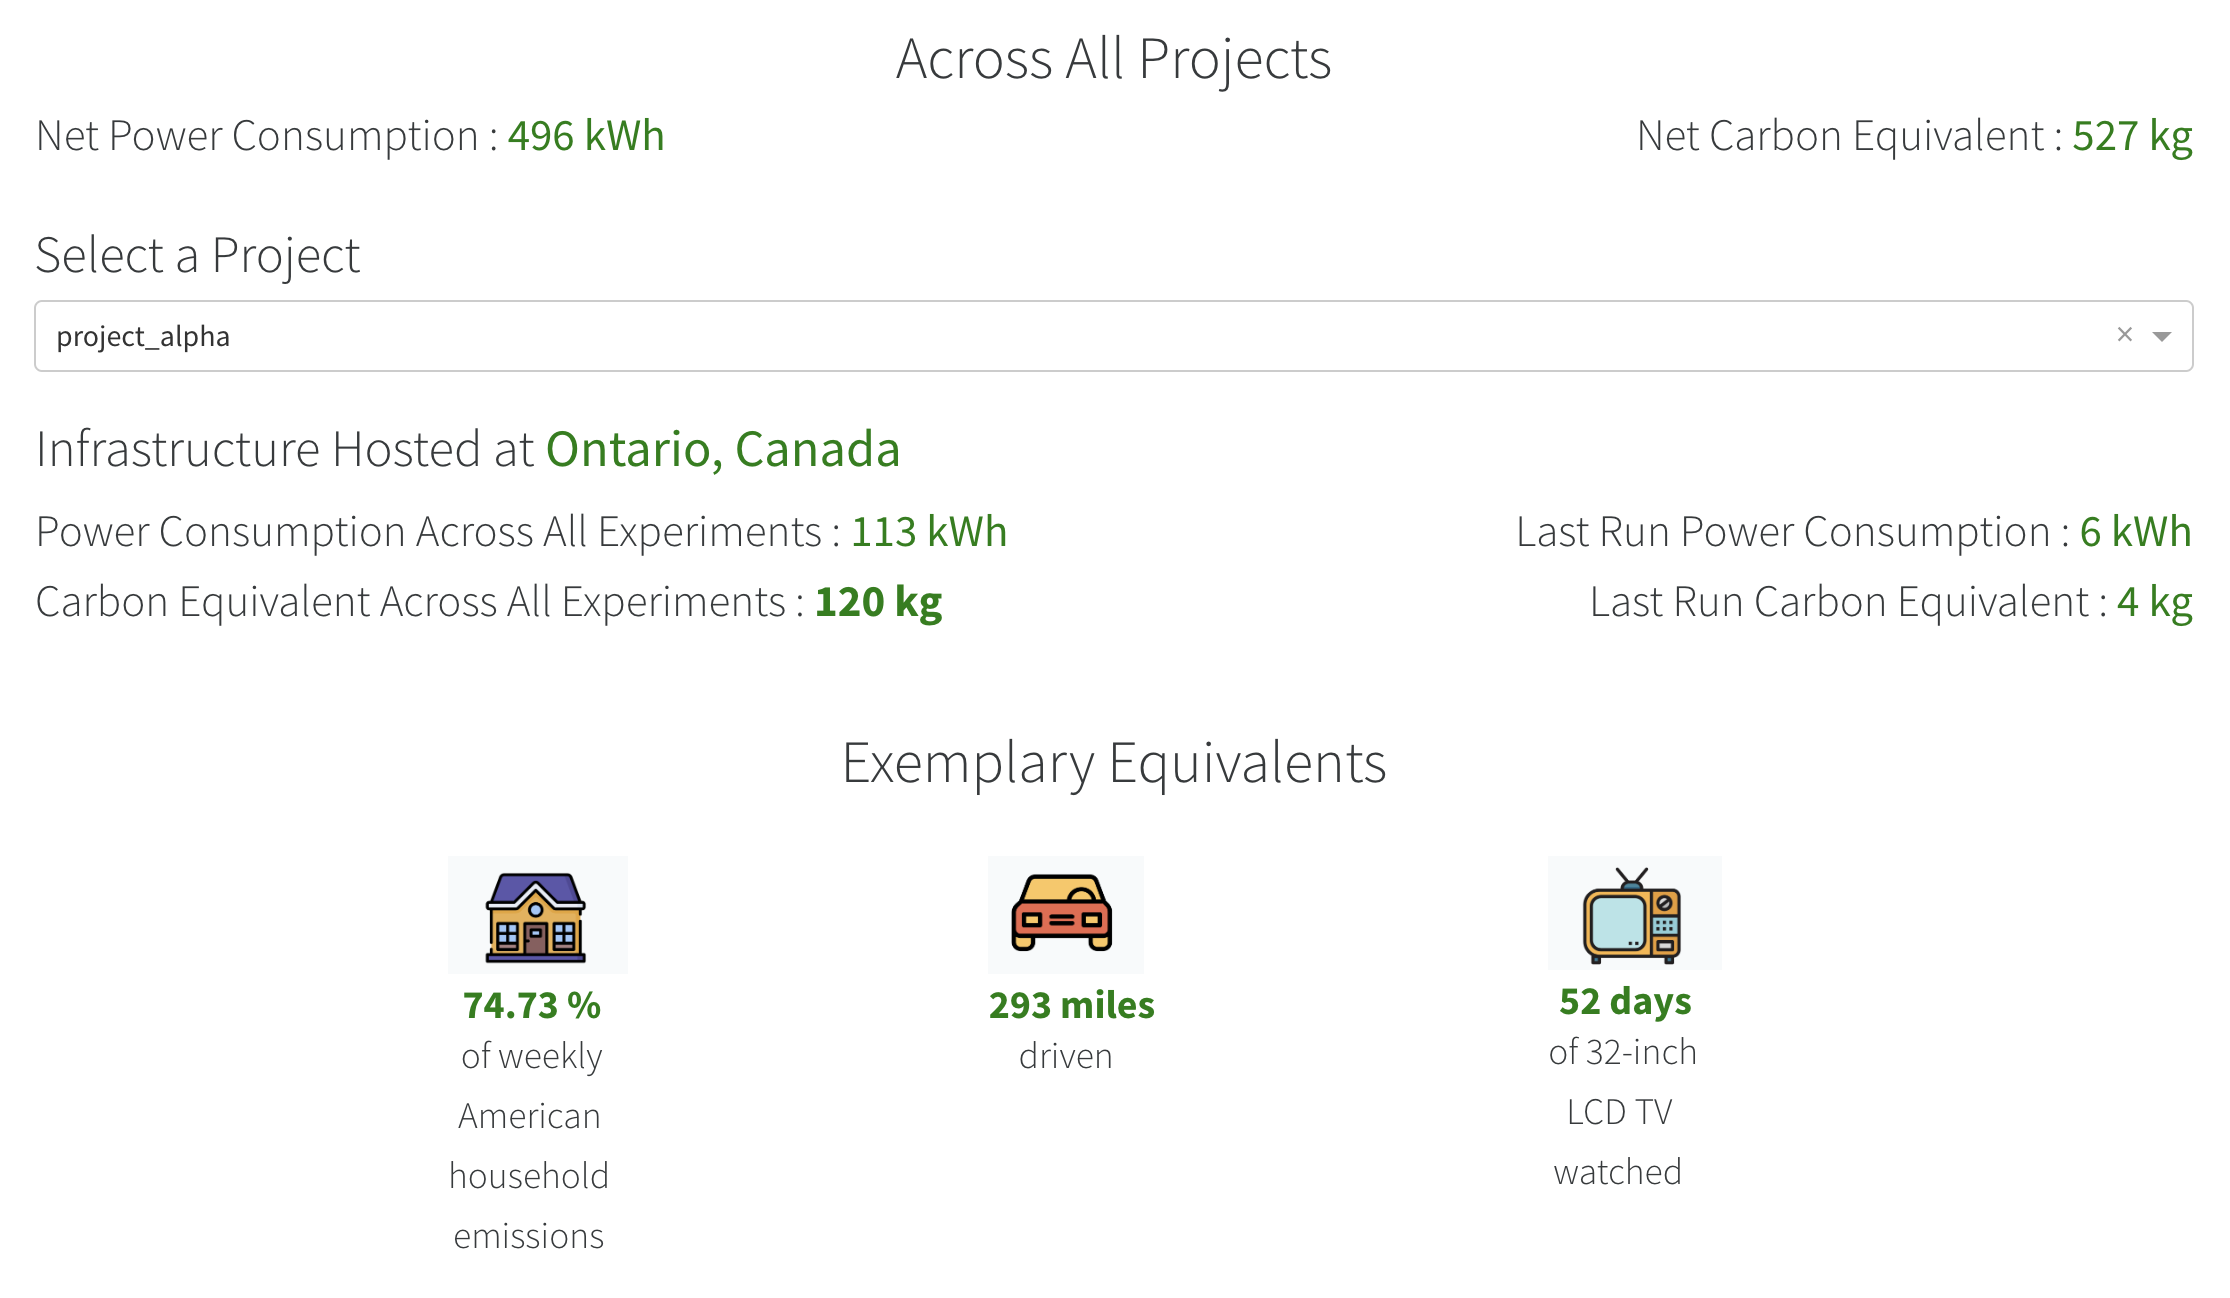 Across All Projects
Net Power Consumption : 496 kWh
Net Carbon Equivalent : 527 kg
Select a Project
project_alpha
Infrastructure Hosted at Ontario, Canada
Power Consumption Across All Experiments : 113 kWh
Last Run Power Consumption : 6 kWh
Carbon Equivalent Across All Experiments : 120 kg
Last Run Carbon Equivalent : 4 kg
Exemplary Equivalents
74.73 %
of weekly
American
household
emissions
293 miles
driven
52 days
of 32-inch
LCD TV
watched